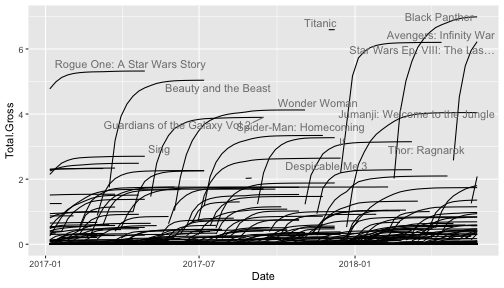 Titanic
Black Panther
Avengers: Infinity War
Star Wars Ep. VIII: The Las…
Rogue One: A Star Wars Story
Beauty and the Beast
Wonder Woman
Jumanji: Welcome to the Jungle
Guardians of the Galaxy Vol 2
Spider-Man: Homecoming
It
Sing
Thor: Ragnarok
Despicable Me 3
Total.Gross
6
4
2
0
2017-01
2017-07
2018-01
Date